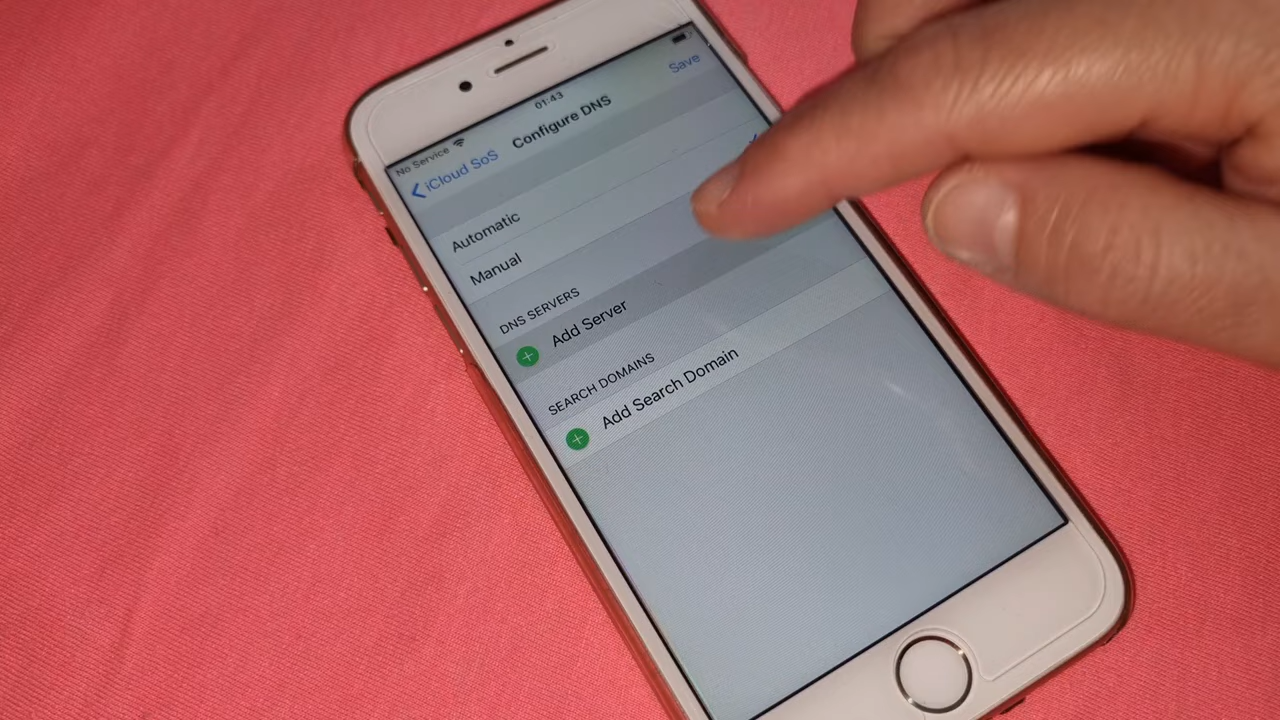 No Service 01:43
iCloud SoS Configure DNS Save
Automatic
Manual
DNS SERVERS
Add Server
SEARCH DOMAINS
Add Search Domain